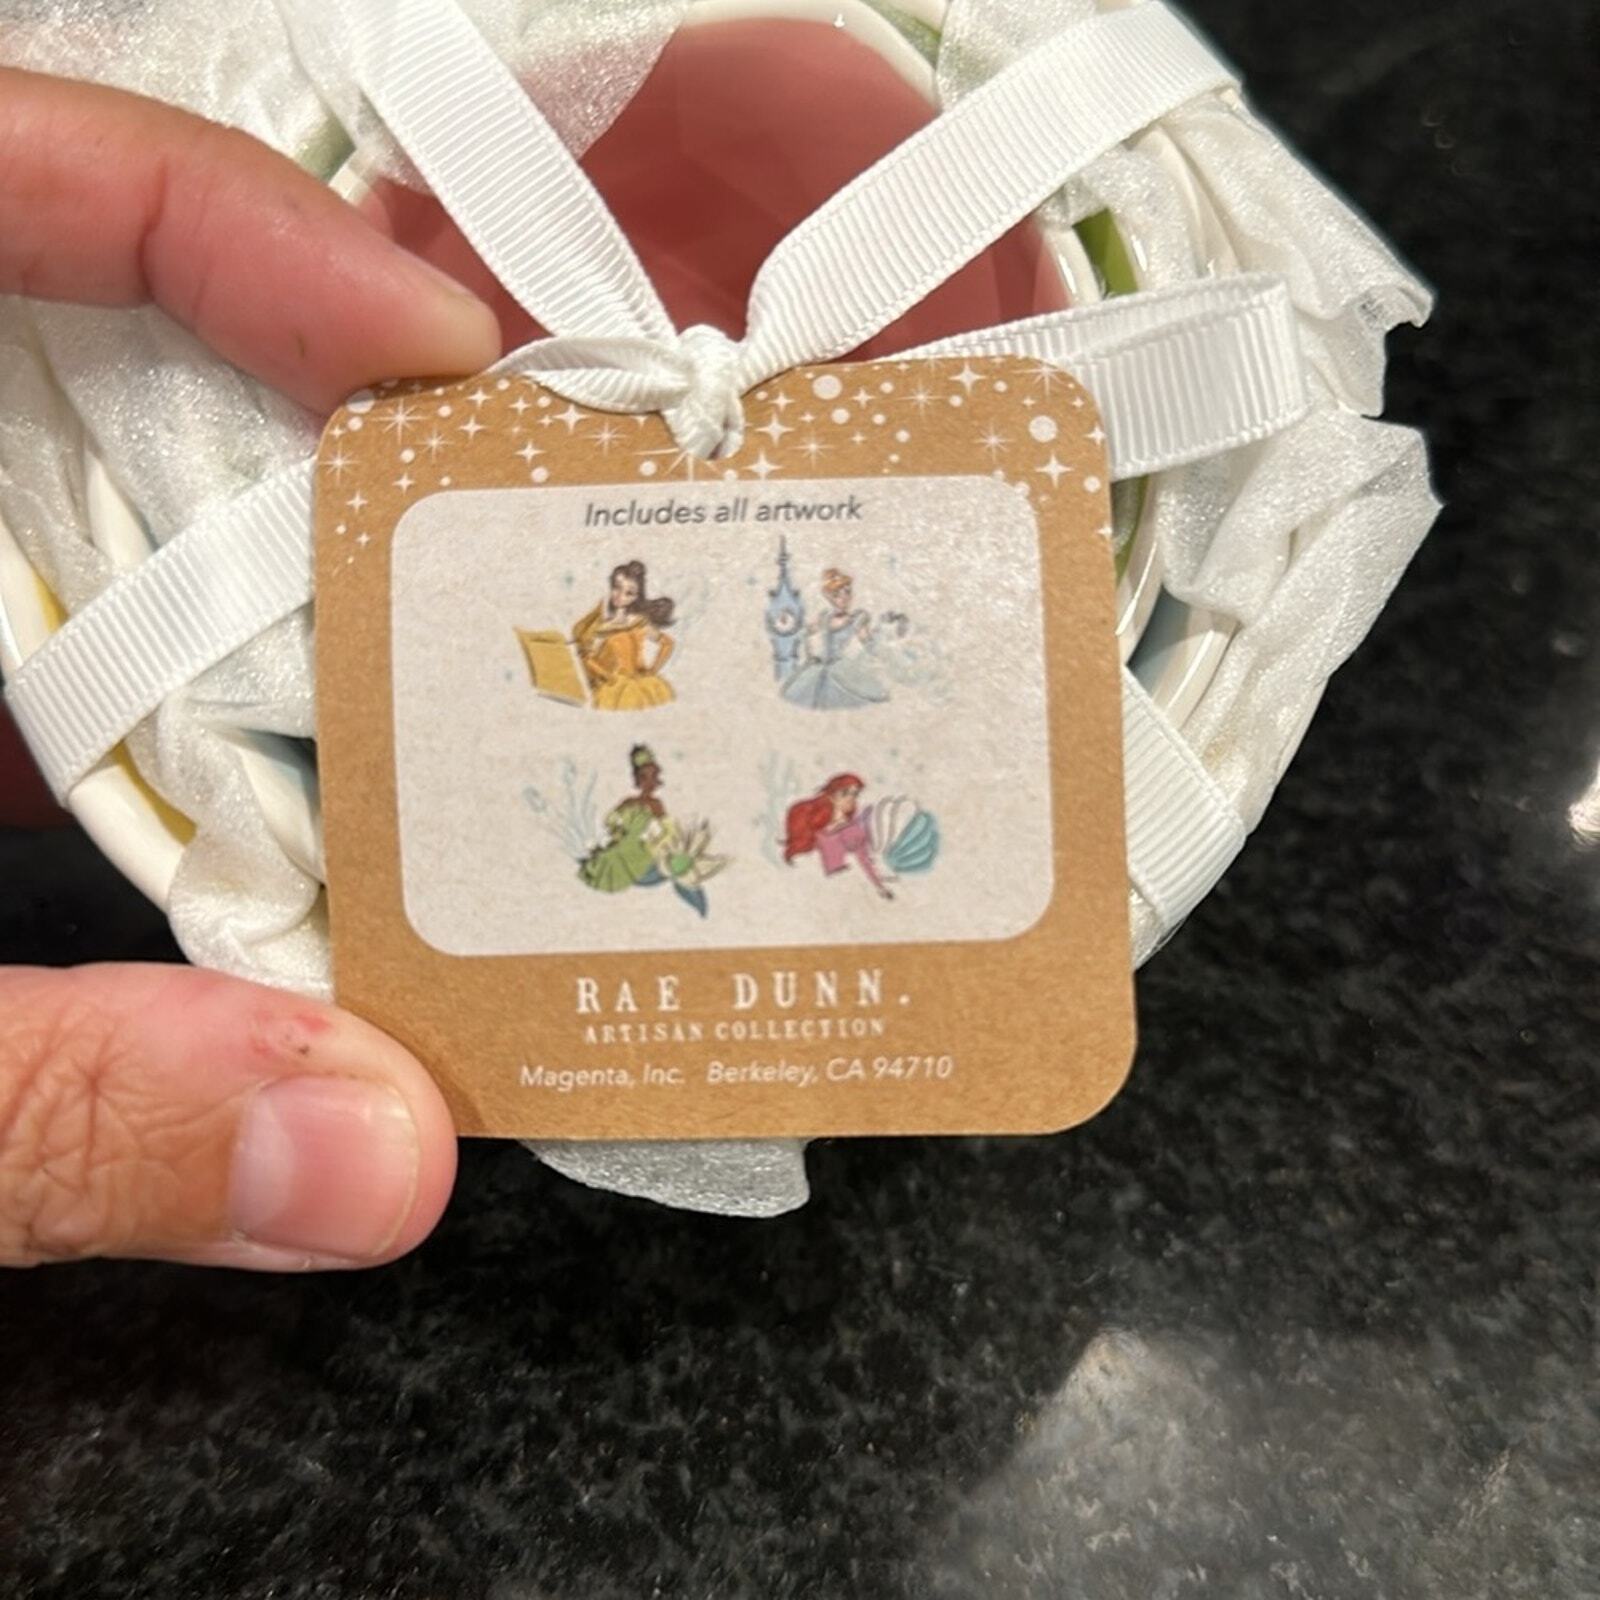 Includes all artwork
RAE DUNN.
ARTISAN COLLECTION
Magenta, Inc. Berkeley, CA 94710